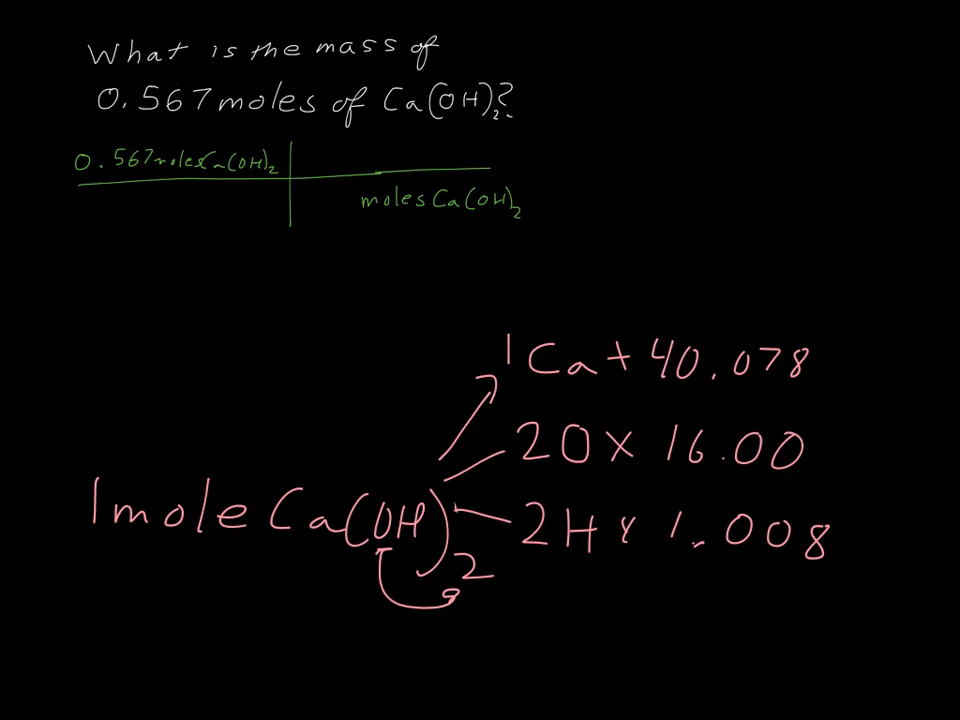 What is the mass of
0.567 moles of Ca(OH)₂?
0.567 moles Ca(OH)₂
moles Ca(OH)₂
1 Ca + 40.078
2 O x 16.00
1 mole Ca(OH)₂
2 H x 1.008